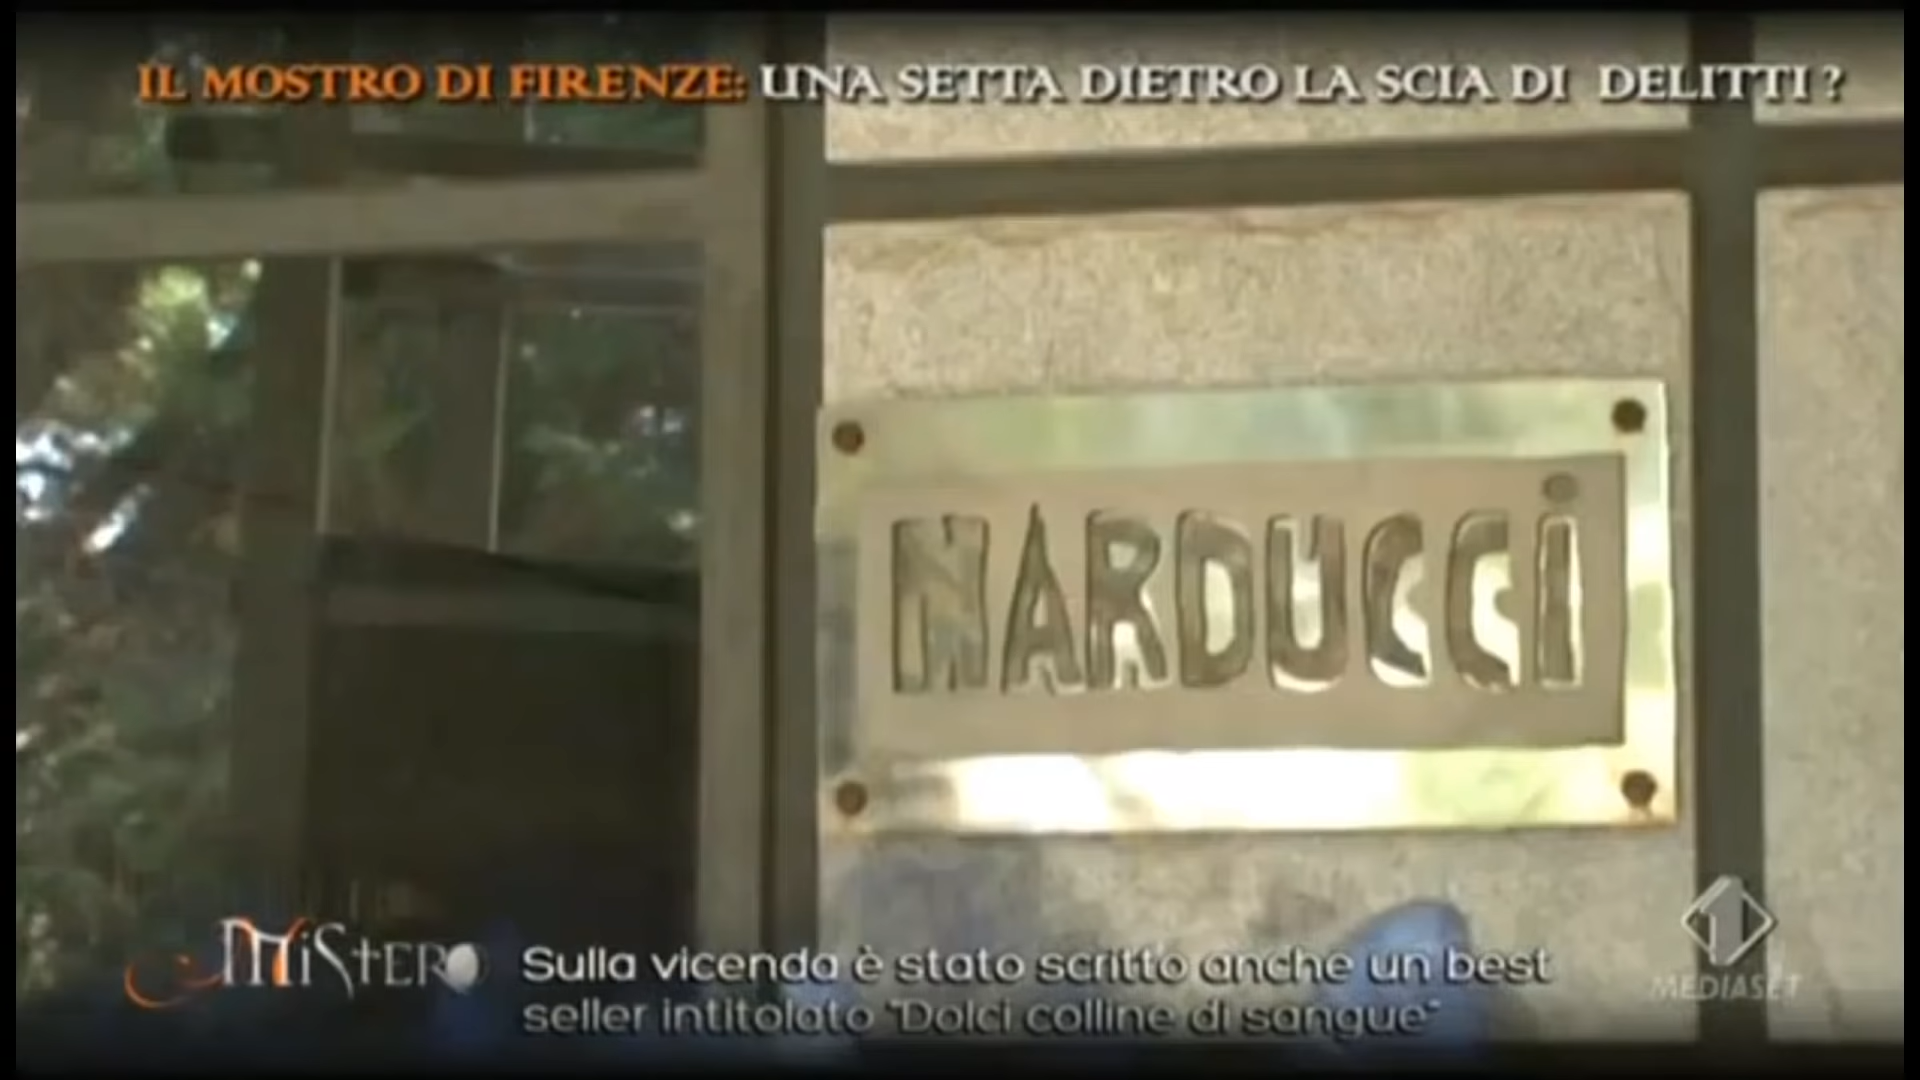 IL MOSTRO DI FIRENZE: UNA SETTA DIETRO LA SCIA DI DELITTI ?
NARDUCCi
MiStERO
Sulla vicenda è stato scritto anche un best
seller intitolato "Dolci colline di sangue"
1
MEDIASET